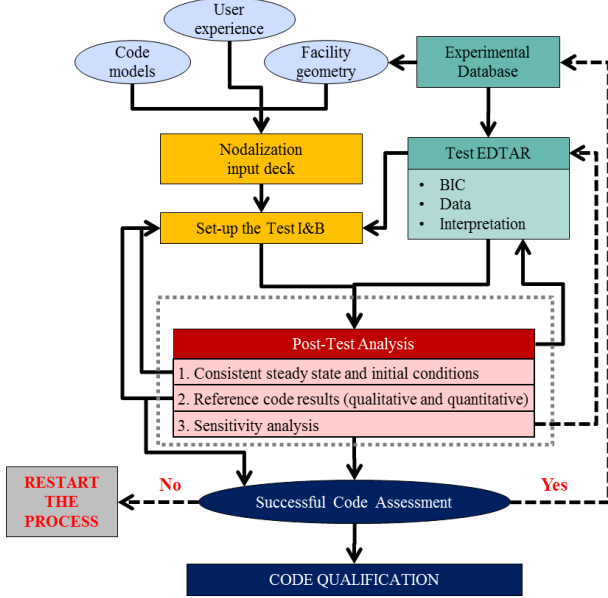 User
experience
Code
models
Facility
geometry
Experimental
Database
Nodalization
input deck
Test EDTAR
• BIC
• Data
• Interpretation
Set-up the Test I&B
Post-Test Analysis
1. Consistent steady state and initial conditions
2. Reference code results (qualitative and quantitative)
3. Sensitivity analysis
RESTART
THE
PROCESS
No
Successful Code Assessment
Yes
CODE QUALIFICATION